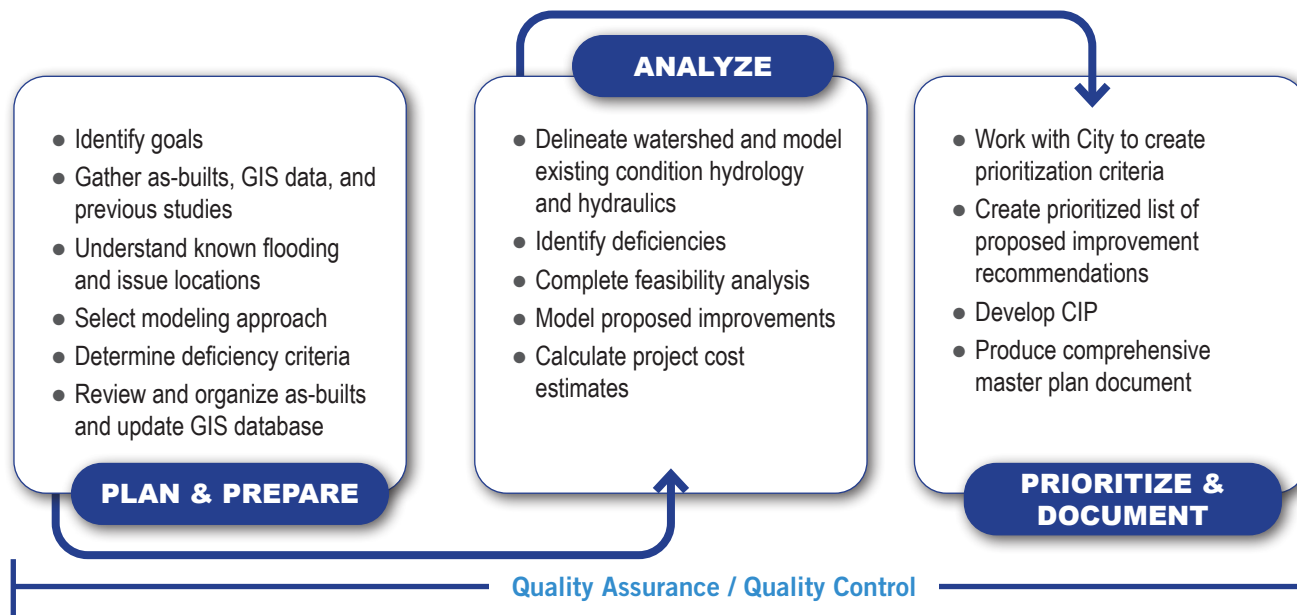 ● Identify goals
● Gather as-builts, GIS data, and
previous studies
● Understand known flooding
and issue locations
● Select modeling approach
● Determine deficiency criteria
● Review and organize as-builts
and update GIS database
PLAN & PREPARE
ANALYZE
● Delineate watershed and model
existing condition hydrology
and hydraulics
● Identify deficiencies
● Complete feasibility analysis
● Model proposed improvements
● Calculate project cost
estimates
● Work with City to create
prioritization criteria
● Create prioritized list of
proposed improvement
recommendations
● Develop CIP
● Produce comprehensive
master plan document
PRIORITIZE &
DOCUMENT
Quality Assurance / Quality Control